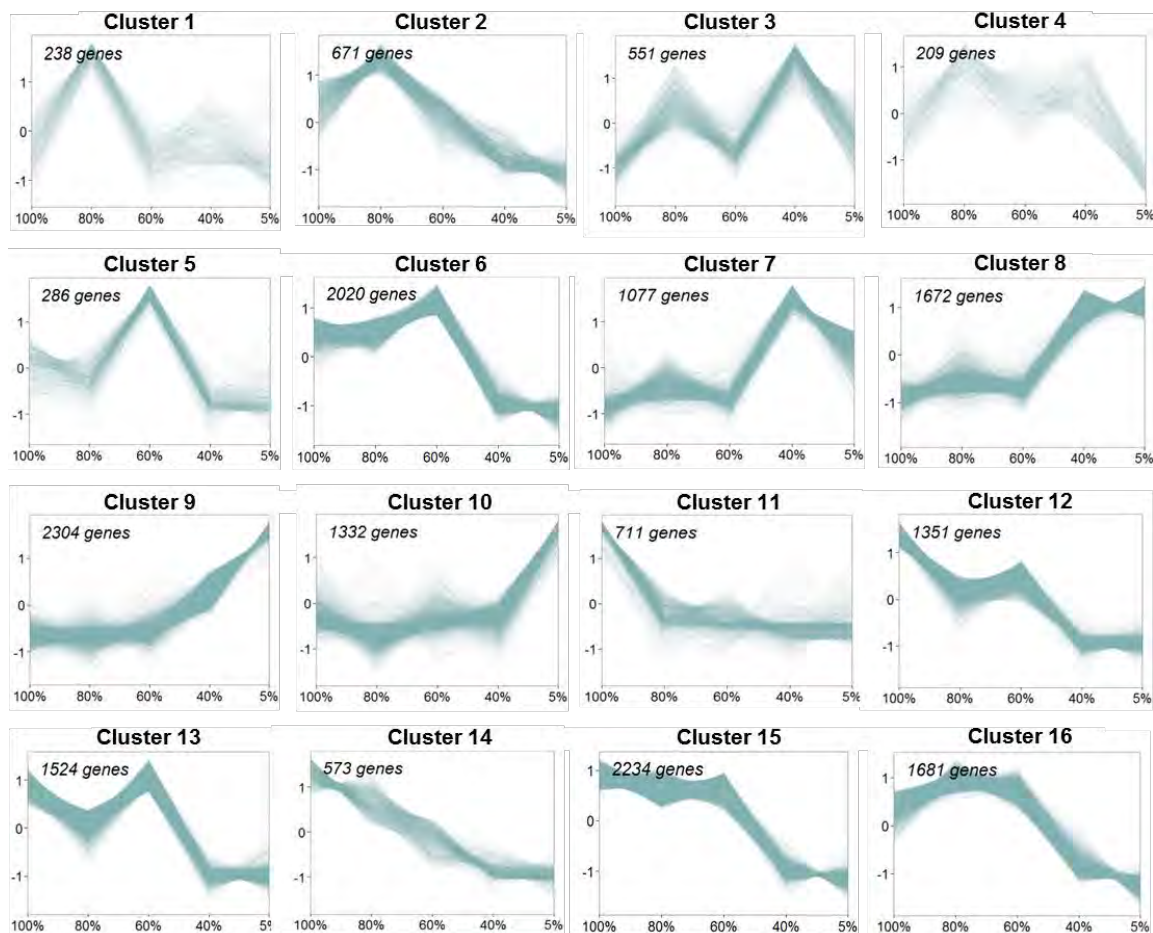 Cluster 1 Cluster 2 Cluster 3 Cluster 4
238 genes 671 genes 551 genes 209 genes
1 1 1 1
0 0 0 0
-1 -1 -1 -1
100% 80% 60% 40% 5% 100% 80% 60% 40% 5% 100% 80% 60% 40% 5% 100% 80% 60% 40% 5%
Cluster 5 Cluster 6 Cluster 7 Cluster 8
286 genes 2020 genes 1077 genes 1672 genes
1 1 1 1
0 0 0 0
-1 -1 -1 -1
100% 80% 60% 40% 5% 100% 80% 60% 40% 5% 100% 80% 60% 40% 5% 100% 80% 60% 40% 5%
Cluster 9 Cluster 10 Cluster 11 Cluster 12
2304 genes 1332 genes 711 genes 1351 genes
1 1 1 1
0 0 0 0
-1 -1 -1 -1
100% 80% 60% 40% 5% 100% 80% 60% 40% 5% 100% 80% 60% 40% 5% 100% 80% 60% 40% 5%
Cluster 13 Cluster 14 Cluster 15 Cluster 16
1524 genes 573 genes 2234 genes 1681 genes
1 1 1 1
0 0 0 0
-1 -1 -1 -1
100% 80% 60% 40% 5% 100% 80% 60% 40% 5% 100% 80% 60% 40% 5% 100% 80% 60% 40% 5%